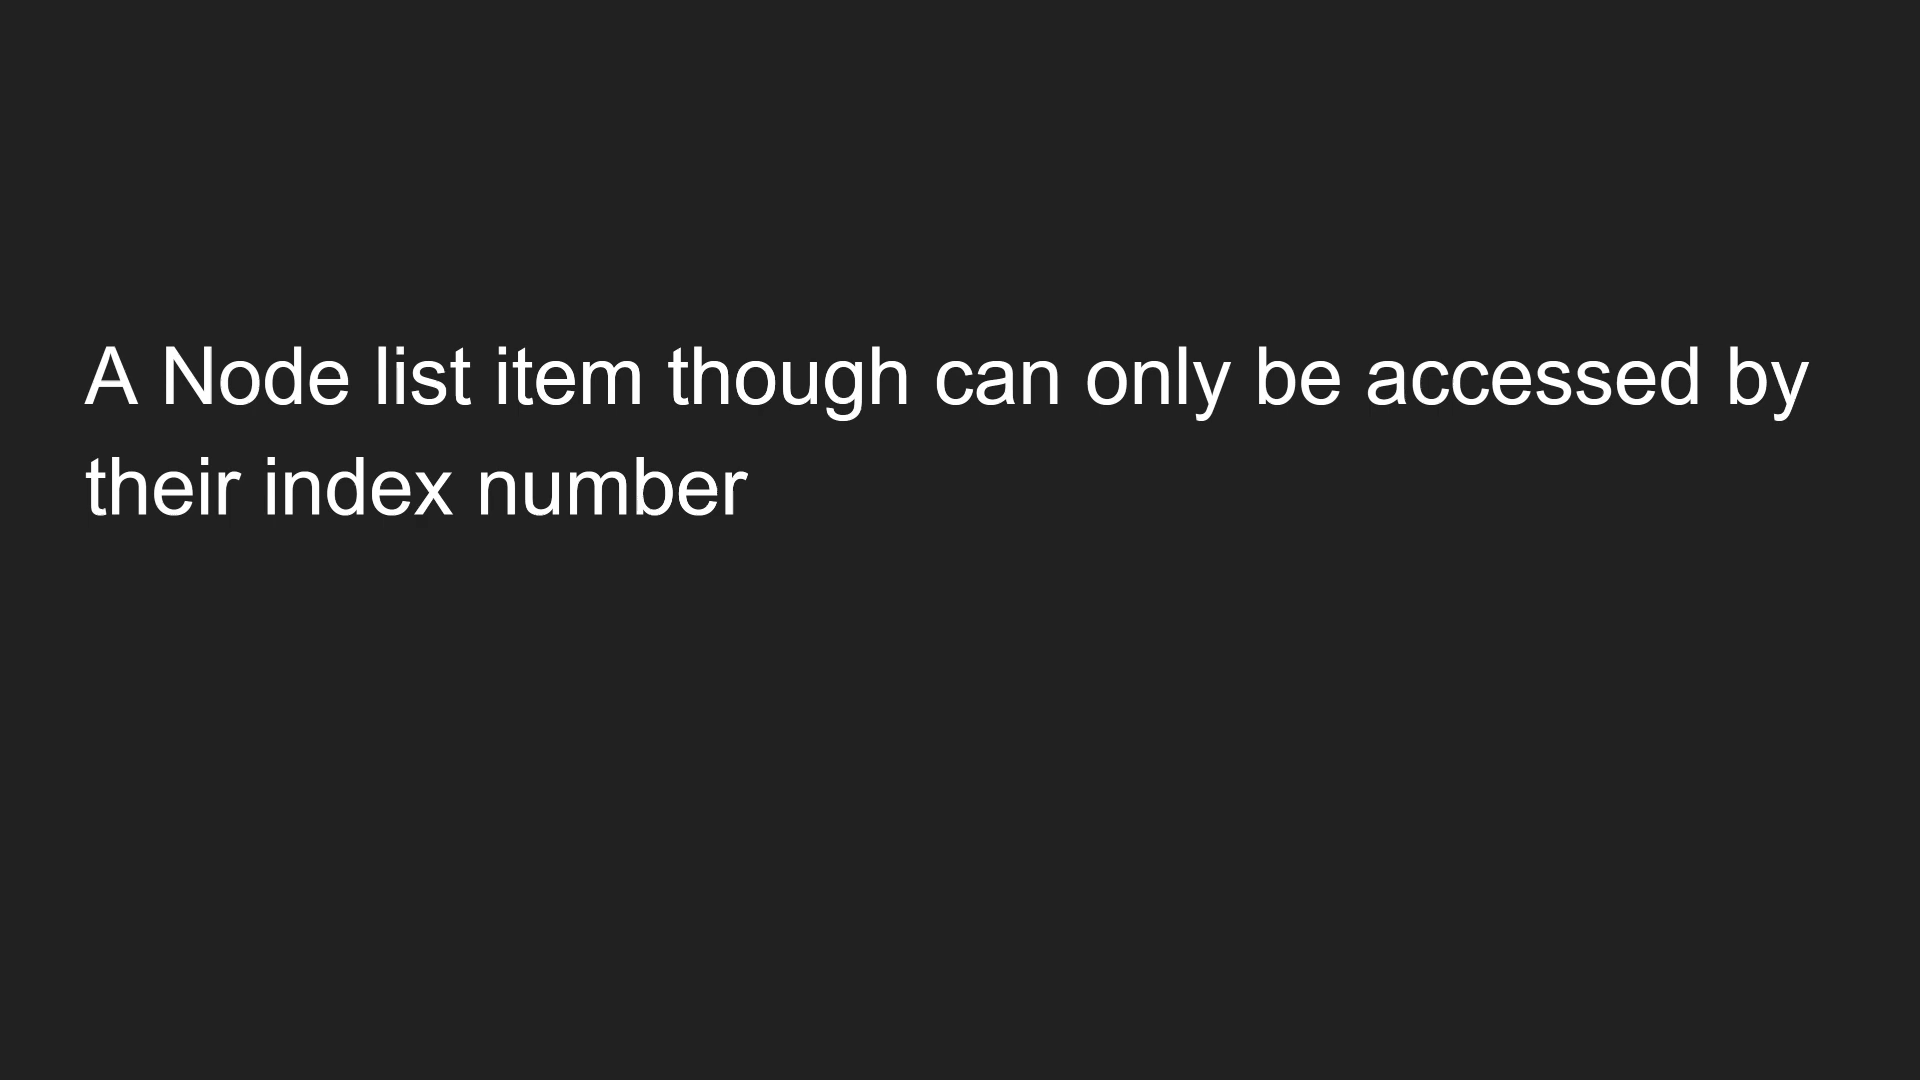 A Node list item though can only be accessed by
their index number